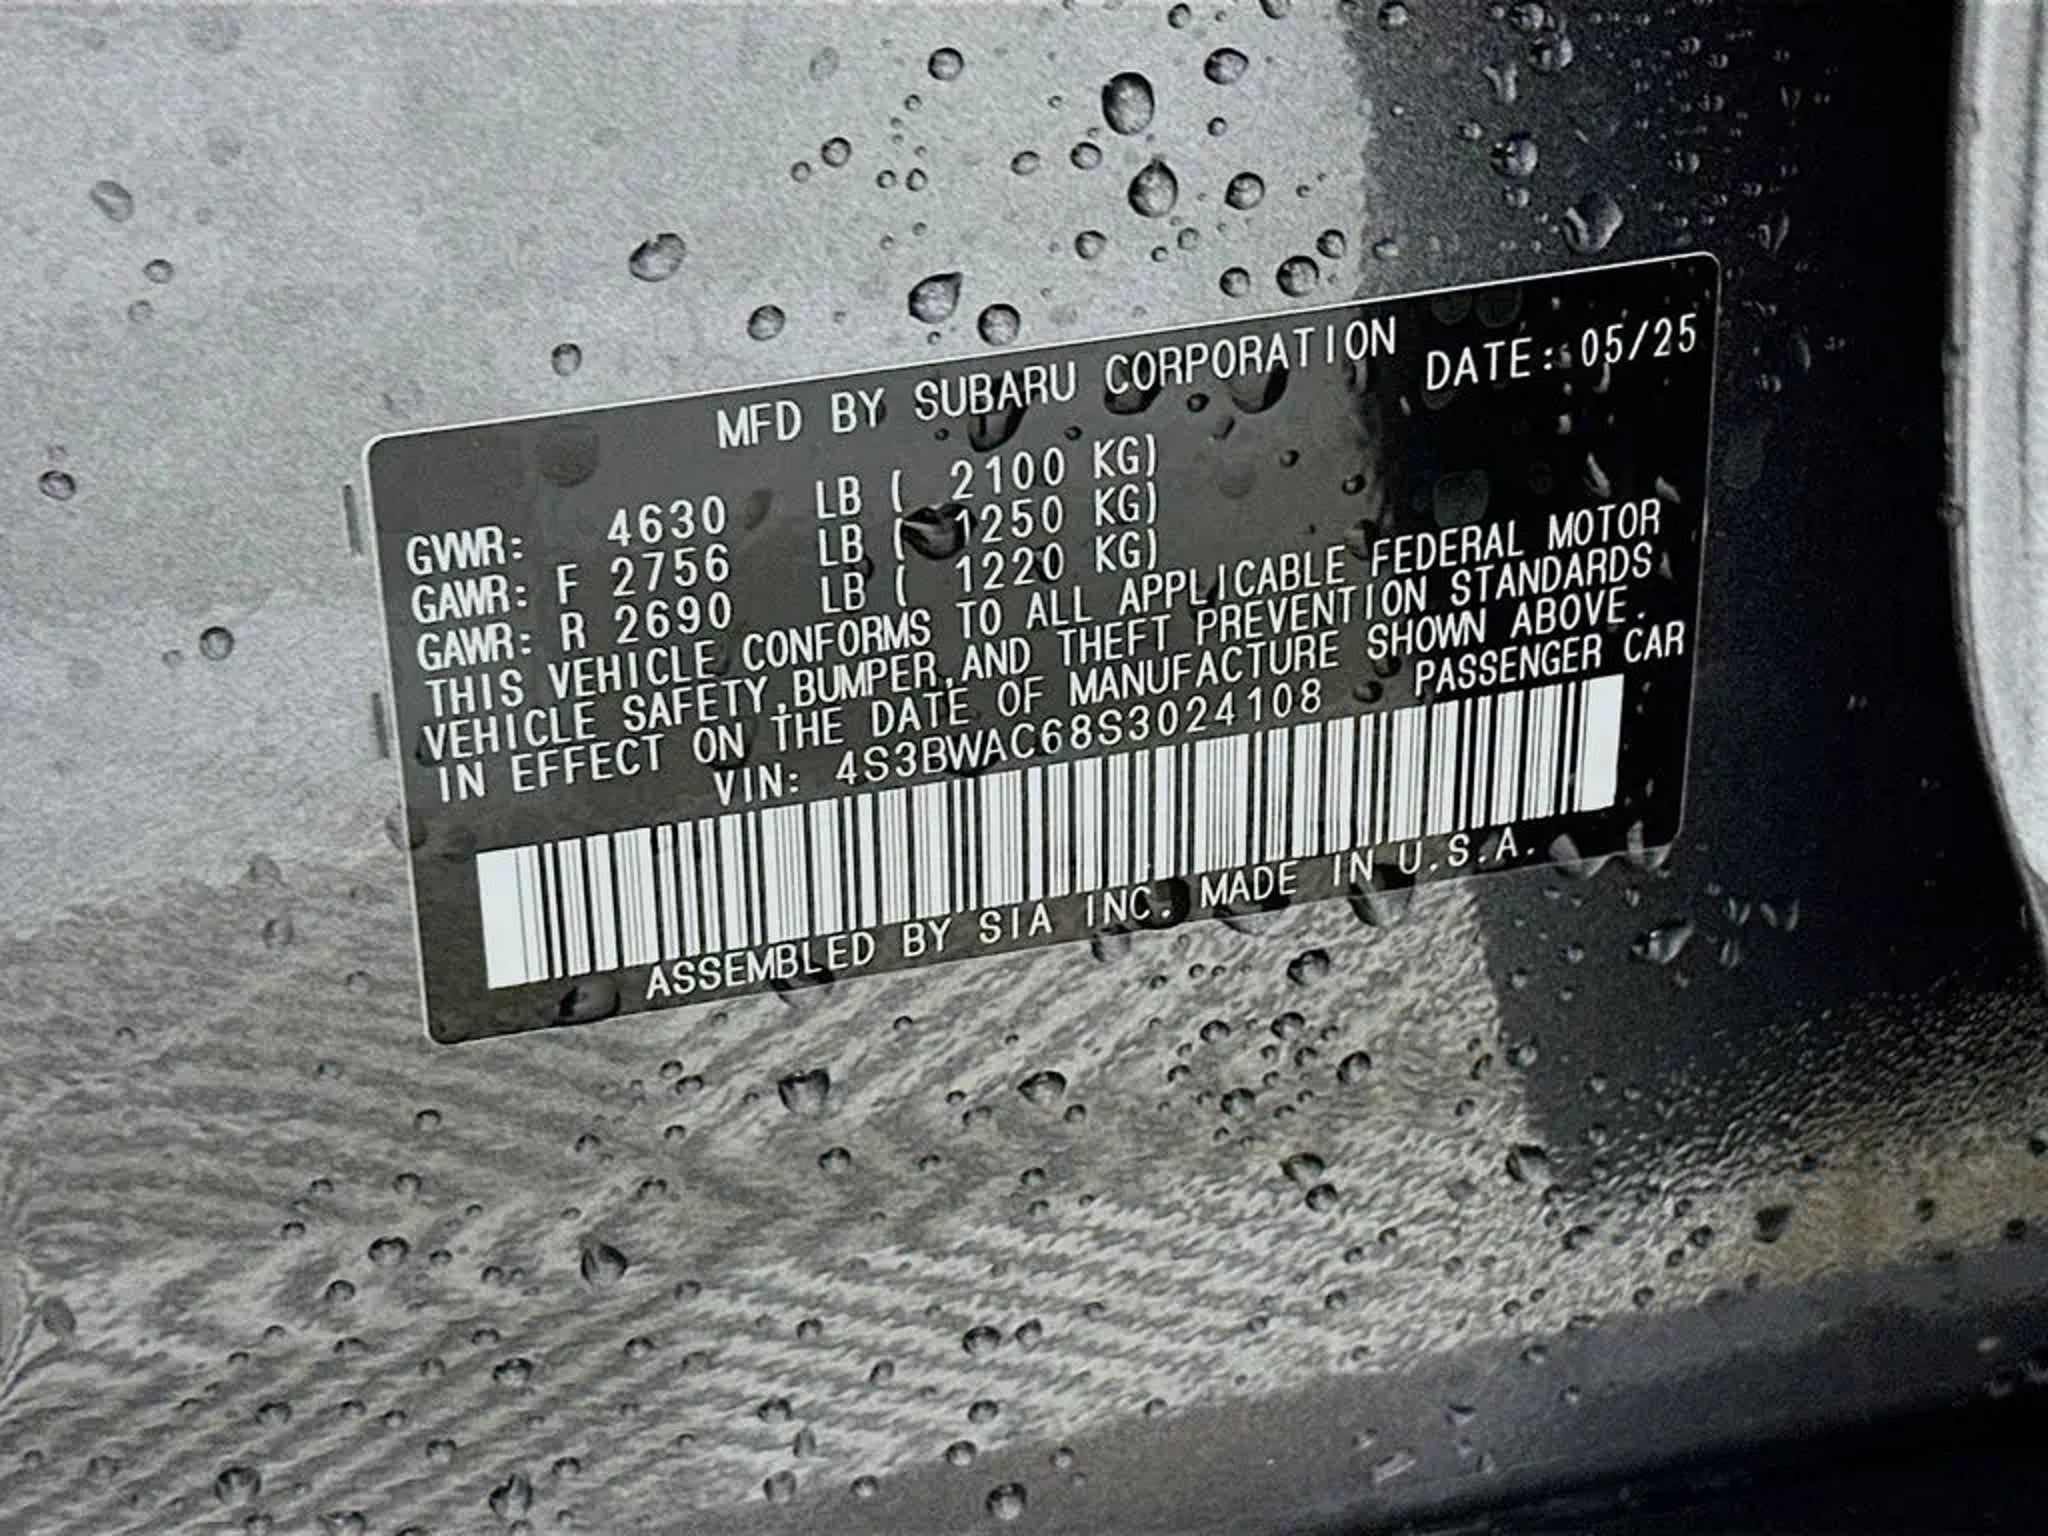 MFD BY SUBARU CORPORATION DATE: 05/25
GVWR: 4630 LB ( 2100 KG)
GAWR: F 2756 LB ( 1250 KG)
GAWR: R 2690 LB ( 1220 KG)
THIS VEHICLE CONFORMS TO ALL APPLICABLE FEDERAL MOTOR
VEHICLE SAFETY,BUMPER,AND THEFT PREVENTION STANDARDS
IN EFFECT ON THE DATE OF MANUFACTURE SHOWN ABOVE.
VIN: 4S3BWAC68S3024108 PASSENGER CAR
ASSEMBLED BY SIA INC. MADE IN U.S.A.